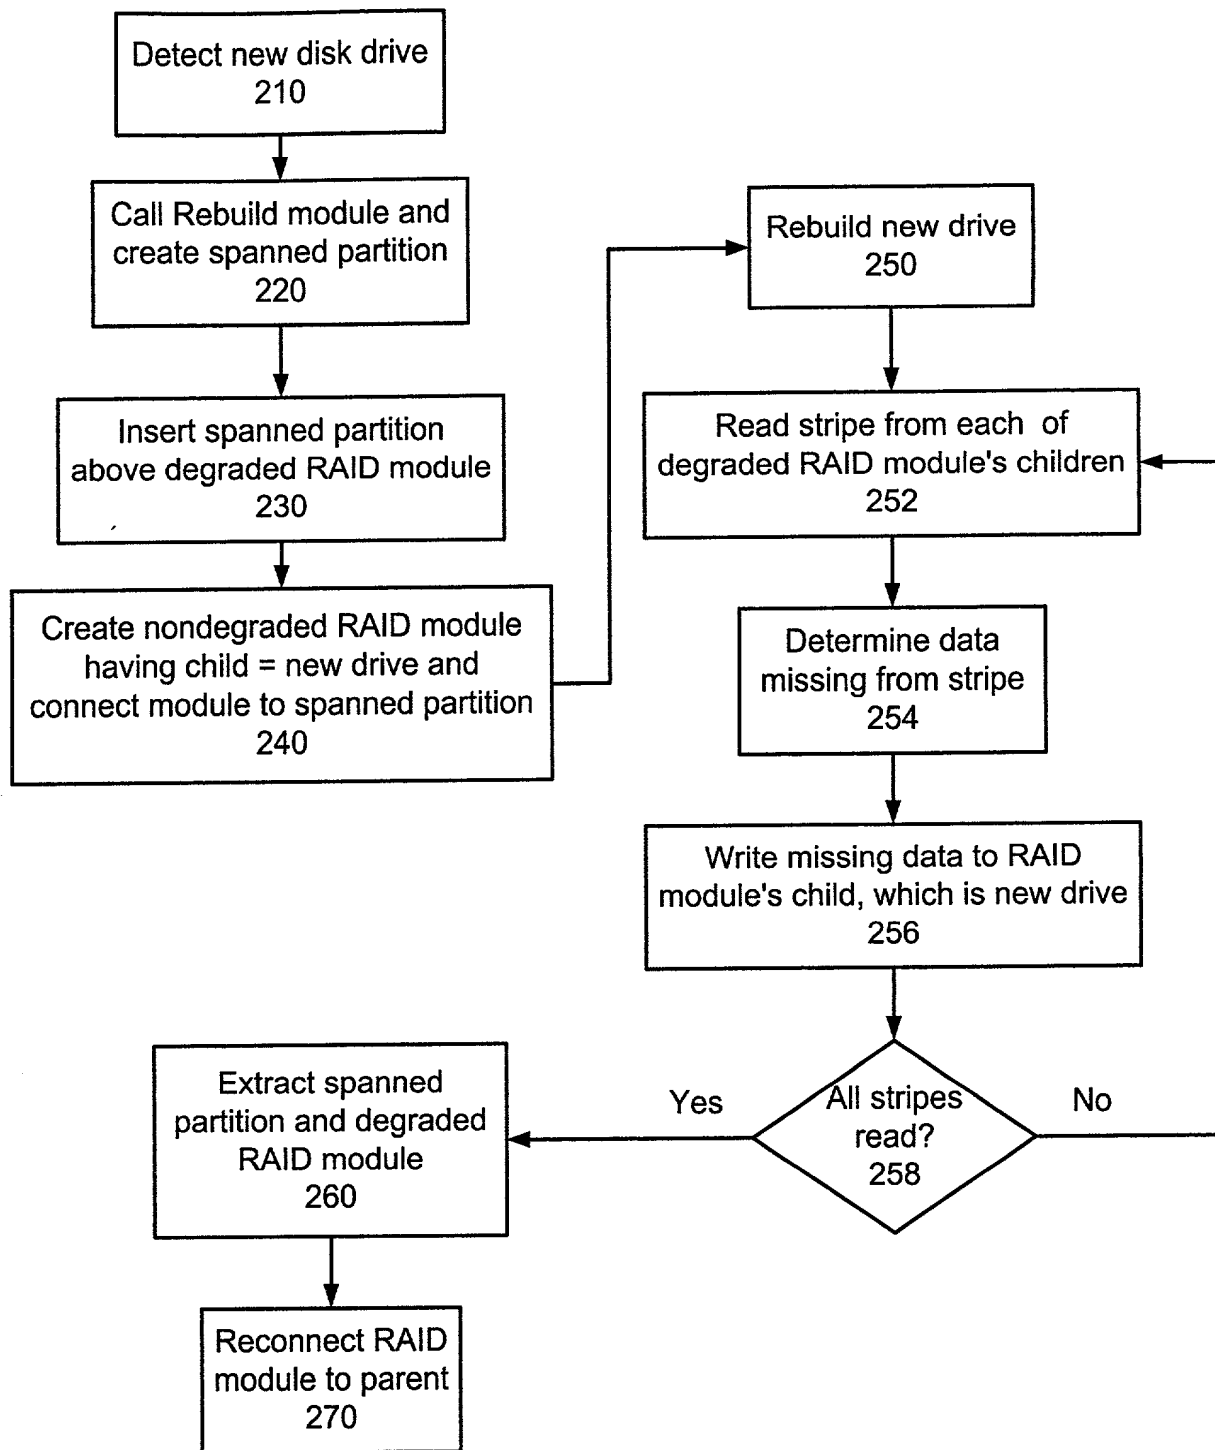 Detect new disk drive
210
Call Rebuild module and
create spanned partition
220
Insert spanned partition
above degraded RAID module
230
Create nondegraded RAID module
having child = new drive and
connect module to spanned partition
240
Rebuild new drive
250
Read stripe from each of
degraded RAID module's children
252
Determine data
missing from stripe
254
Write missing data to RAID
module's child, which is new drive
256
All stripes
read?
258
Yes
No
Extract spanned
partition and degraded
RAID module
260
Reconnect RAID
module to parent
270